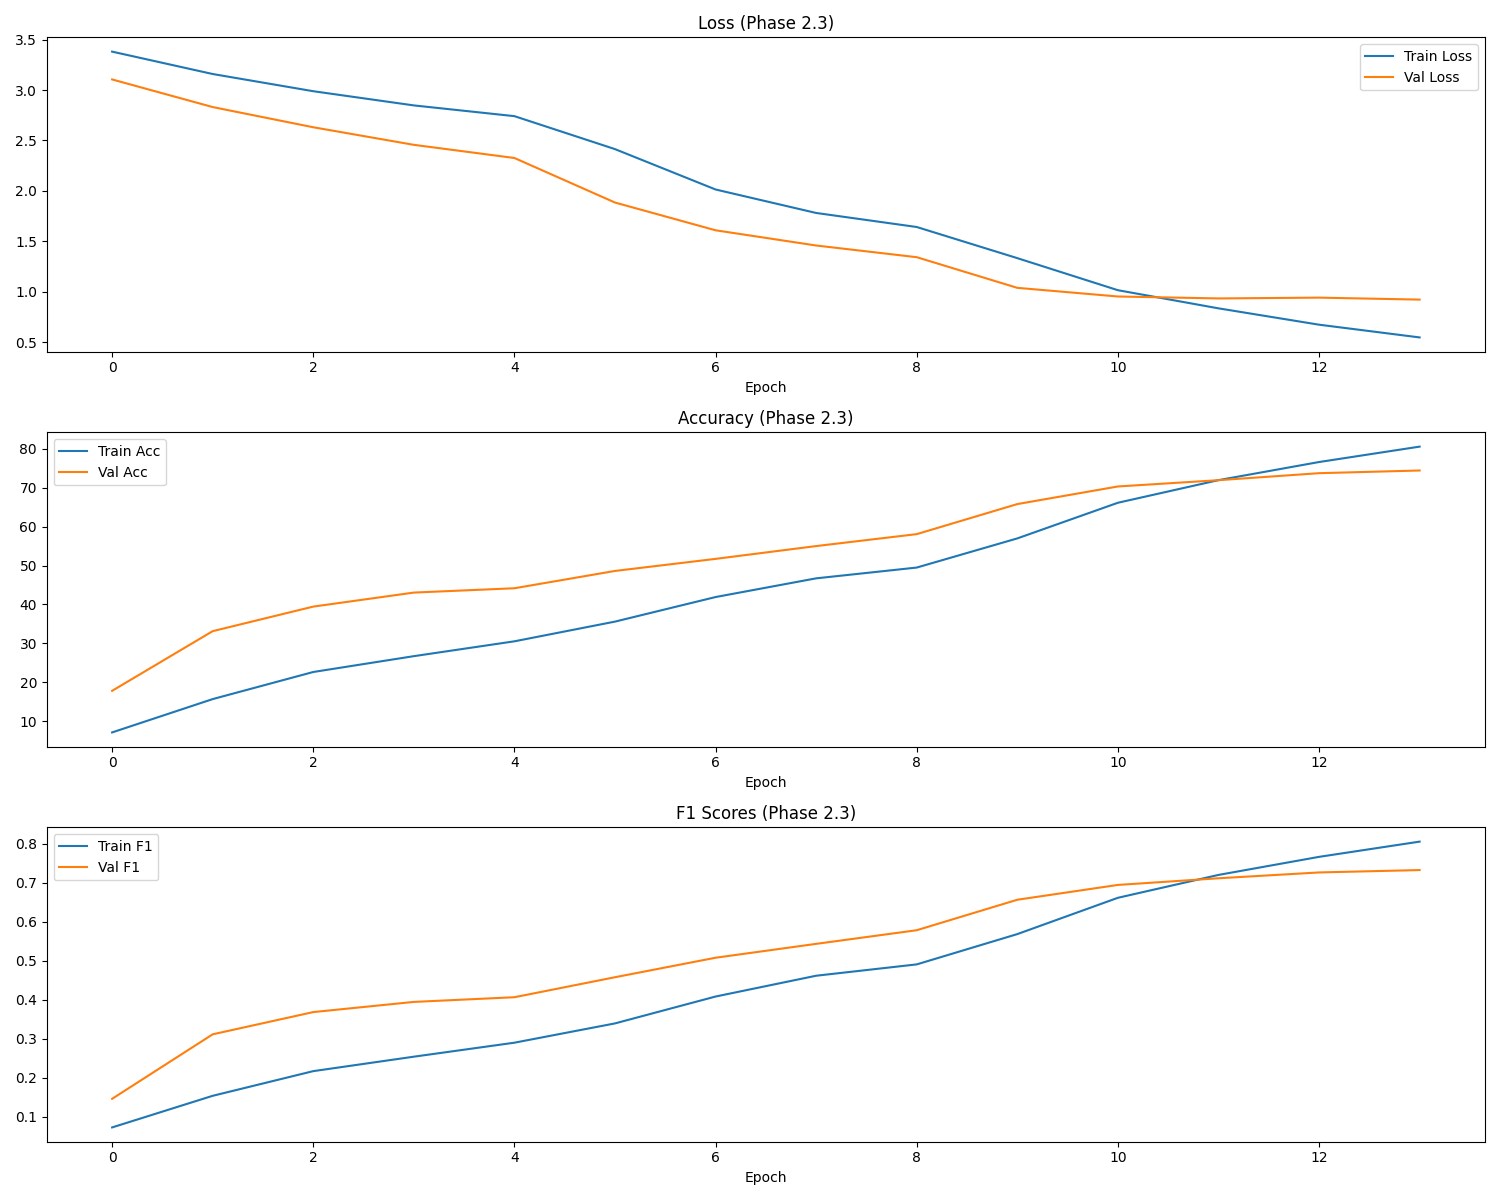 Loss (Phase 2.3)
3.5
3.0
2.5
2.0
1.5
1.0
0.5
Train Loss
Val Loss
0 2 4 6 8 10 12
Epoch
Accuracy (Phase 2.3)
80
70
60
50
40
30
20
10
Train Acc
Val Acc
0 2 4 6 8 10 12
Epoch
F1 Scores (Phase 2.3)
0.8
0.7
0.6
0.5
0.4
0.3
0.2
0.1
Train F1
Val F1
0 2 4 6 8 10 12
Epoch